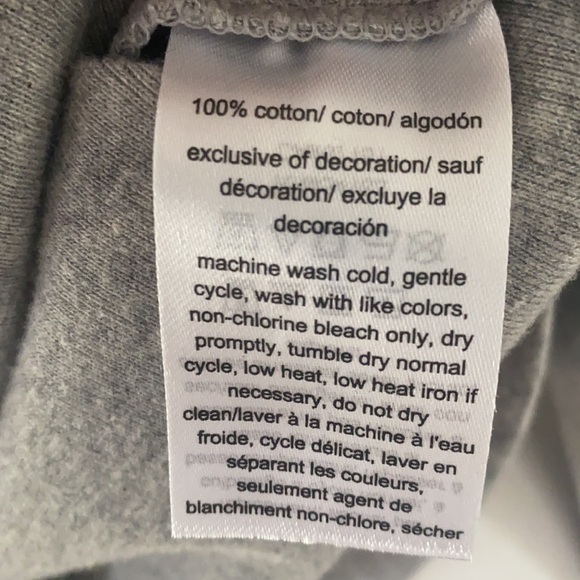 100% cotton/ coton/ algodón
exclusive of decoration/ sauf
décoration/ excluye la
decoración
machine wash cold, gentle
cycle, wash with like colors,
non-chlorine bleach only, dry
promptly, tumble dry normal
cycle, low heat, low heat iron if
necessary, do not dry
clean/laver à la machine à l'eau
froide, cycle délicat, laver en
séparant les couleurs,
seulement agent de
blanchiment non-chlore, sécher